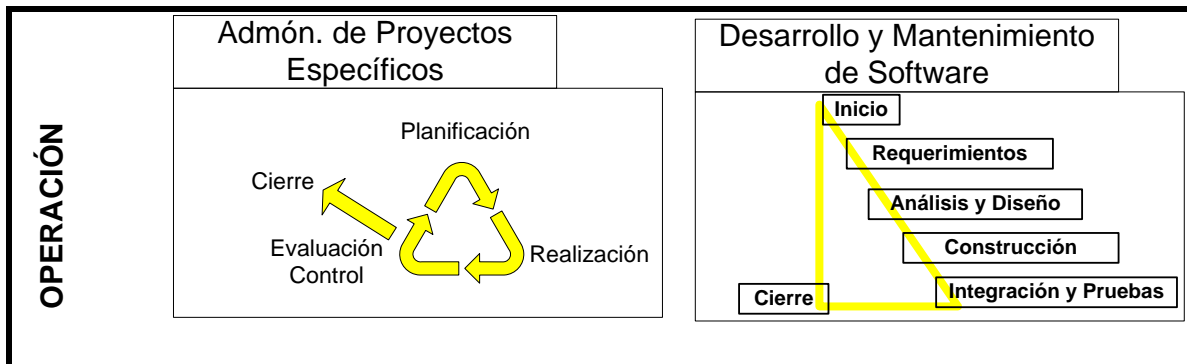 OPERACIÓN
Admón. de Proyectos
Específicos
Planificación
Cierre
Evaluación
Control
Realización
Desarrollo y Mantenimiento
de Software
Inicio
Requerimientos
Análisis y Diseño
Construcción
Integración y Pruebas
Cierre